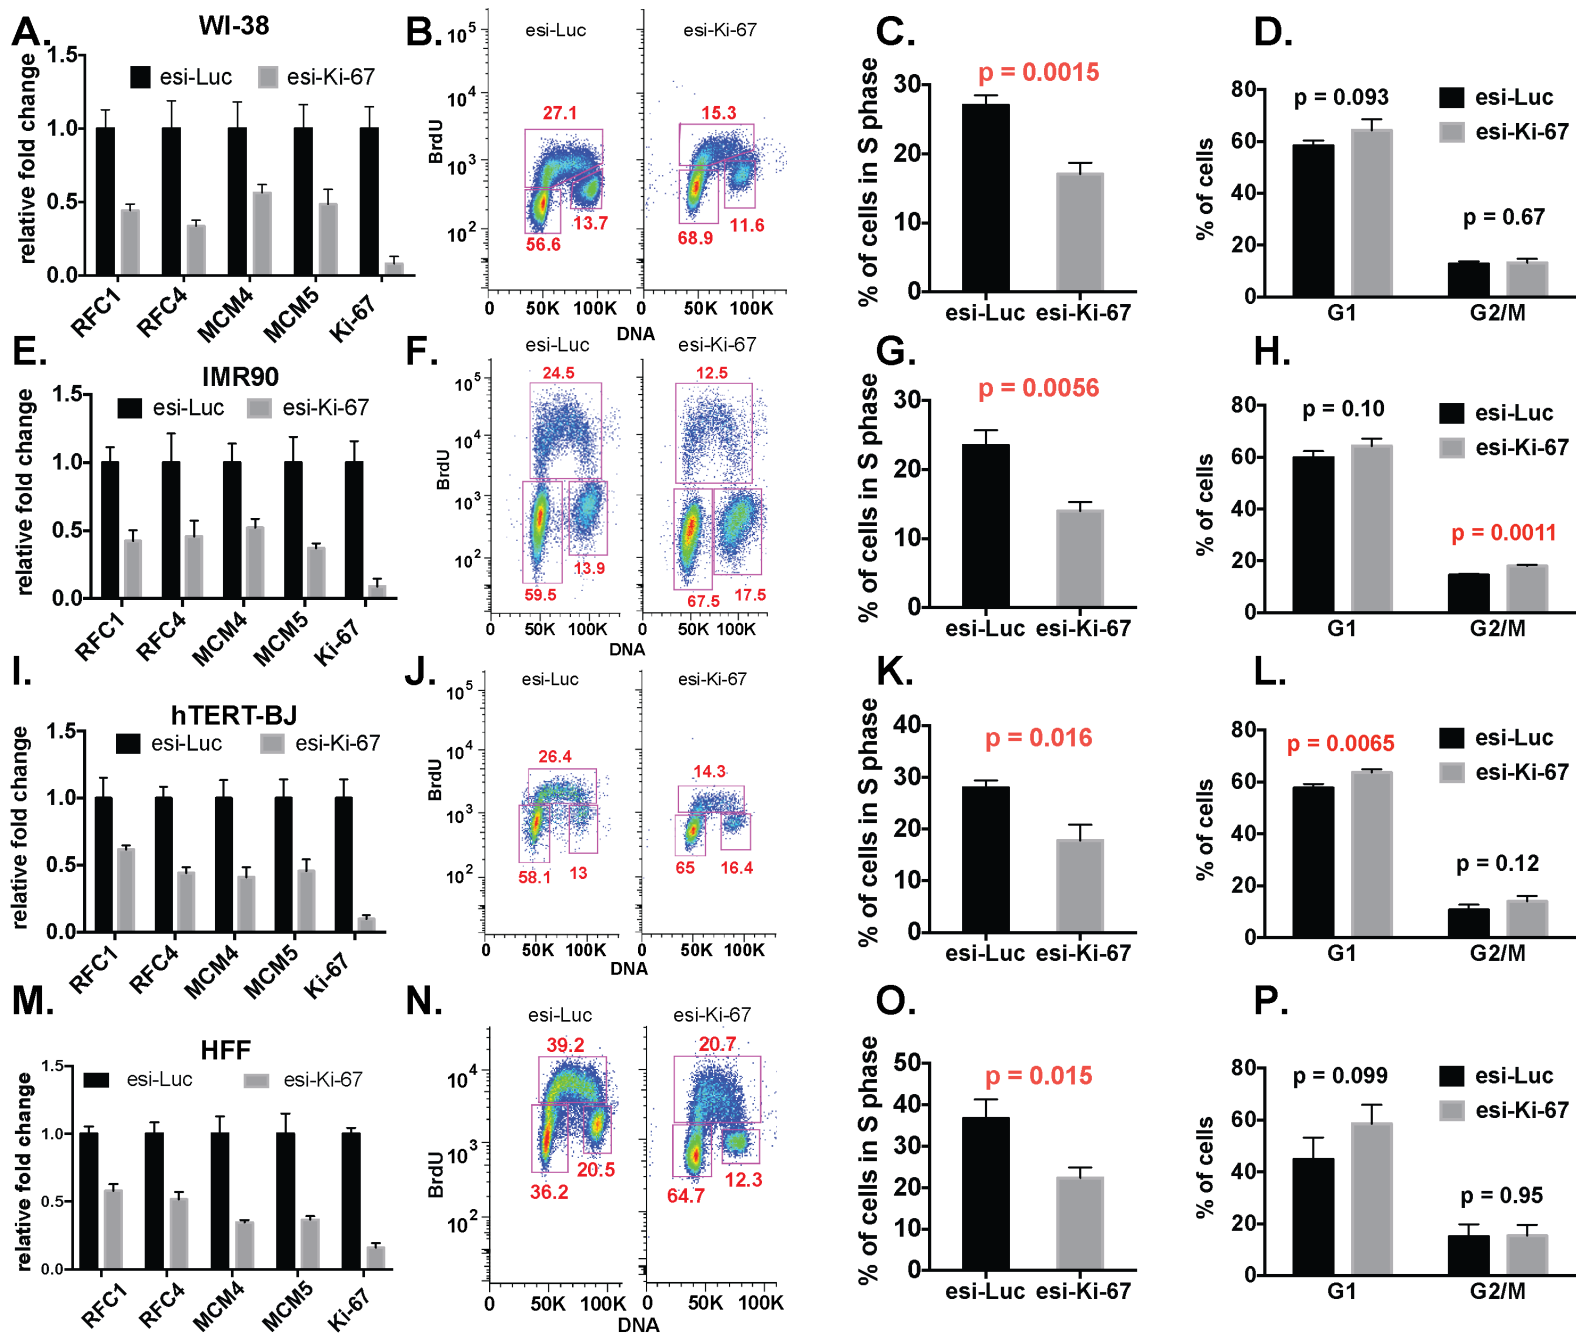 A.
WI-38
relative fold change
1.5
1.0
0.5
0.0
esi-Luc
esi-Ki-67
RFC1
RFC4
MCM4
MCM5
Ki-67
B.
esi-Luc
esi-Ki-67
BrdU
10^5
10^4
10^3
10^2
27.1
13.7
56.6
15.3
11.6
68.9
0 50K 100K
0 50K 100K
DNA
C.
% of cells in S phase
30
20
10
0
p = 0.0015
esi-Luc esi-Ki-67
D.
% of cells
80
60
40
20
0
p = 0.093
p = 0.67
esi-Luc
esi-Ki-67
G1
G2/M
E.
IMR90
relative fold change
1.5
1.0
0.5
0.0
esi-Luc
esi-Ki-67
RFC1
RFC4
MCM4
MCM5
Ki-67
F.
esi-Luc
esi-Ki-67
BrdU
10^5
10^4
10^3
10^2
24.5
13.9
59.5
12.5
67.5
17.5
0 50K 100K
0 50K 100K
DNA
G.
% of cells in S phase
30
20
10
0
p = 0.0056
esi-Luc esi-Ki-67
H.
% of cells
80
60
40
20
0
p = 0.10
p = 0.0011
esi-Luc
esi-Ki-67
G1
G2/M
I.
hTERT-BJ
relative fold change
1.5
1.0
0.5
0.0
esi-Luc
esi-Ki-67
RFC1
RFC4
MCM4
MCM5
Ki-67
J.
esi-Luc
esi-Ki-67
BrdU
10^5
10^4
10^3
10^2
26.4
58.1
13
14.3
65
16.4
0 50K 100K
0 50K 100K
DNA
K.
% of cells in S phase
40
30
20
10
0
p = 0.016
esi-Luc esi-Ki-67
L.
% of cells
80
60
40
20
0
p = 0.0065
p = 0.12
esi-Luc
esi-Ki-67
G1
G2/M
M.
HFF
relative fold change
1.5
1.0
0.5
0.0
esi-Luc
esi-Ki-67
RFC1
RFC4
MCM4
MCM5
Ki-67
N.
esi-Luc
esi-Ki-67
BrdU
10^4
10^3
10^2
39.2
20.5
36.2
20.7
12.3
64.7
0 50K 100K
0 50K 100K
DNA
O.
% of cells in S phase
50
40
30
20
10
0
p = 0.015
esi-Luc esi-Ki-67
P.
% of cells
80
60
40
20
0
p = 0.099
p = 0.95
esi-Luc
esi-Ki-67
G1
G2/M